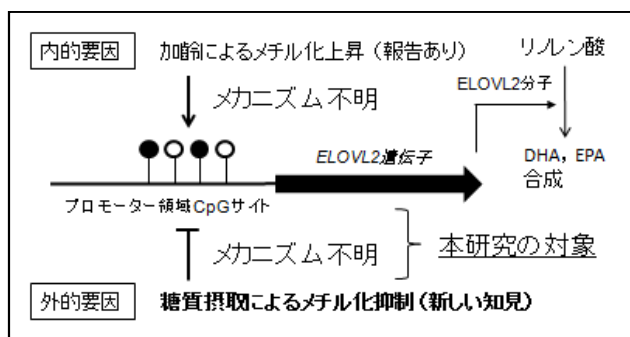 内的要因
加齢によるメチル化上昇（報告あり）
リノレン酸
メカニズム不明
ELOVL2分子
ELOVL2遺伝子
DHA，EPA
合成
プロモーター領域CpGサイト
メカニズム不明
本研究の対象
外的要因
糖質摂取によるメチル化抑制（新しい知見）